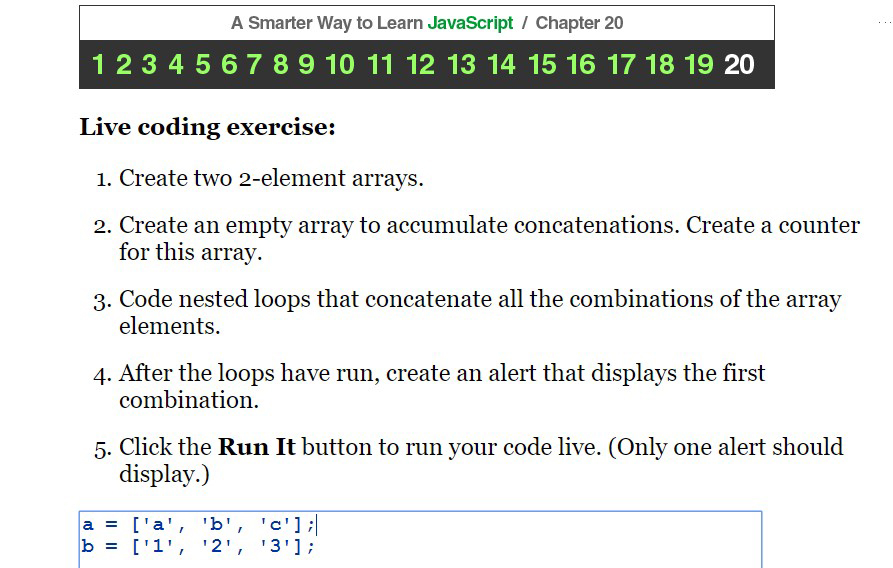 A Smarter Way to Learn JavaScript / Chapter 20
1 2 3 4 5 6 7 8 9 10 11 12 13 14 15 16 17 18 19 20
Live coding exercise:
1. Create two 2-element arrays.
2. Create an empty array to accumulate concatenations. Create a counter
for this array.
3. Code nested loops that concatenate all the combinations of the array
elements.
4. After the loops have run, create an alert that displays the first
combination.
5. Click the Run It button to run your code live. (Only one alert should
display.)
a = ['a', 'b', 'c'];
b = ['1', '2', '3'];